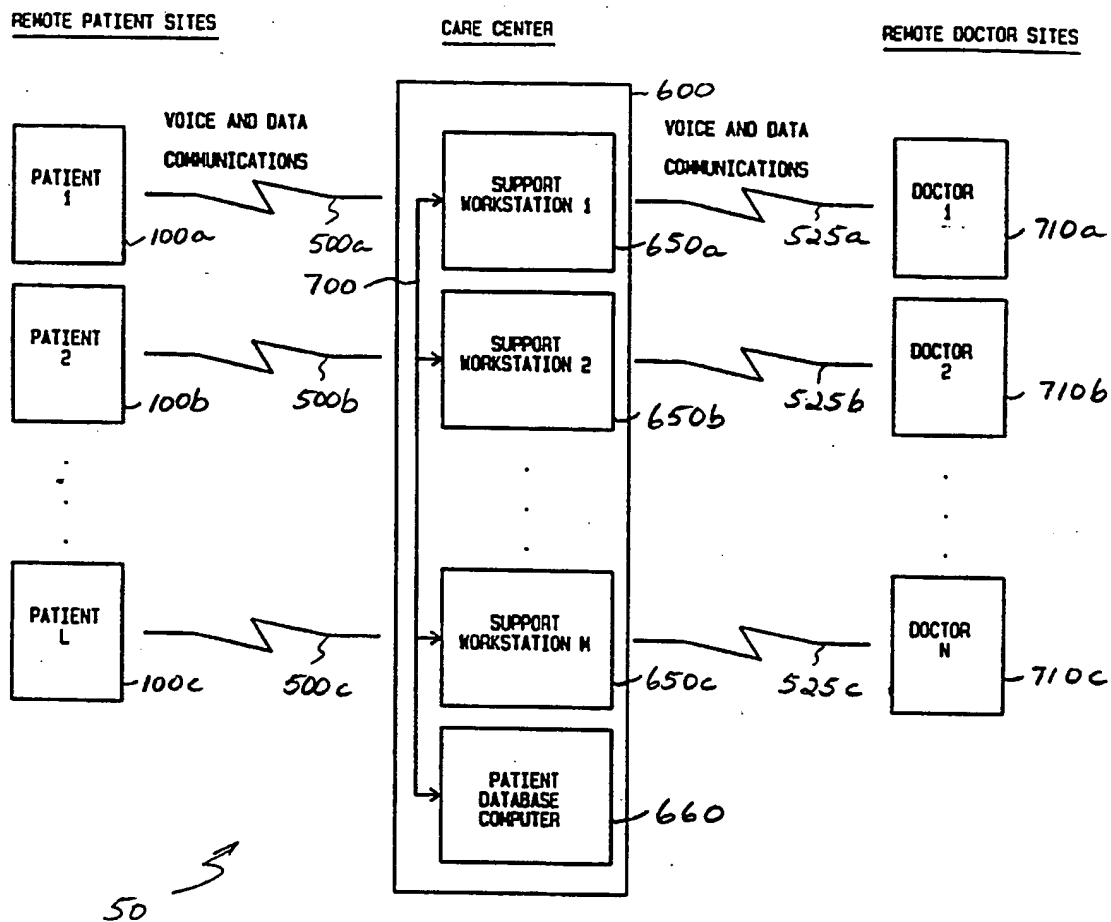 REMOTE PATIENT SITES
CARE CENTER
REMOTE DOCTOR SITES
600
VOICE AND DATA
COMMUNICATIONS
VOICE AND DATA
COMMUNICATIONS
PATIENT
1
SUPPORT
WORKSTATION 1
DOCTOR
1
100a
500a
650a
525a
710a
700
PATIENT
2
SUPPORT
WORKSTATION 2
DOCTOR
2
100b
500b
650b
525b
710b
PATIENT
L
SUPPORT
WORKSTATION M
DOCTOR
N
100c
500c
650c
525c
710c
PATIENT
DATABASE
COMPUTER
660
50